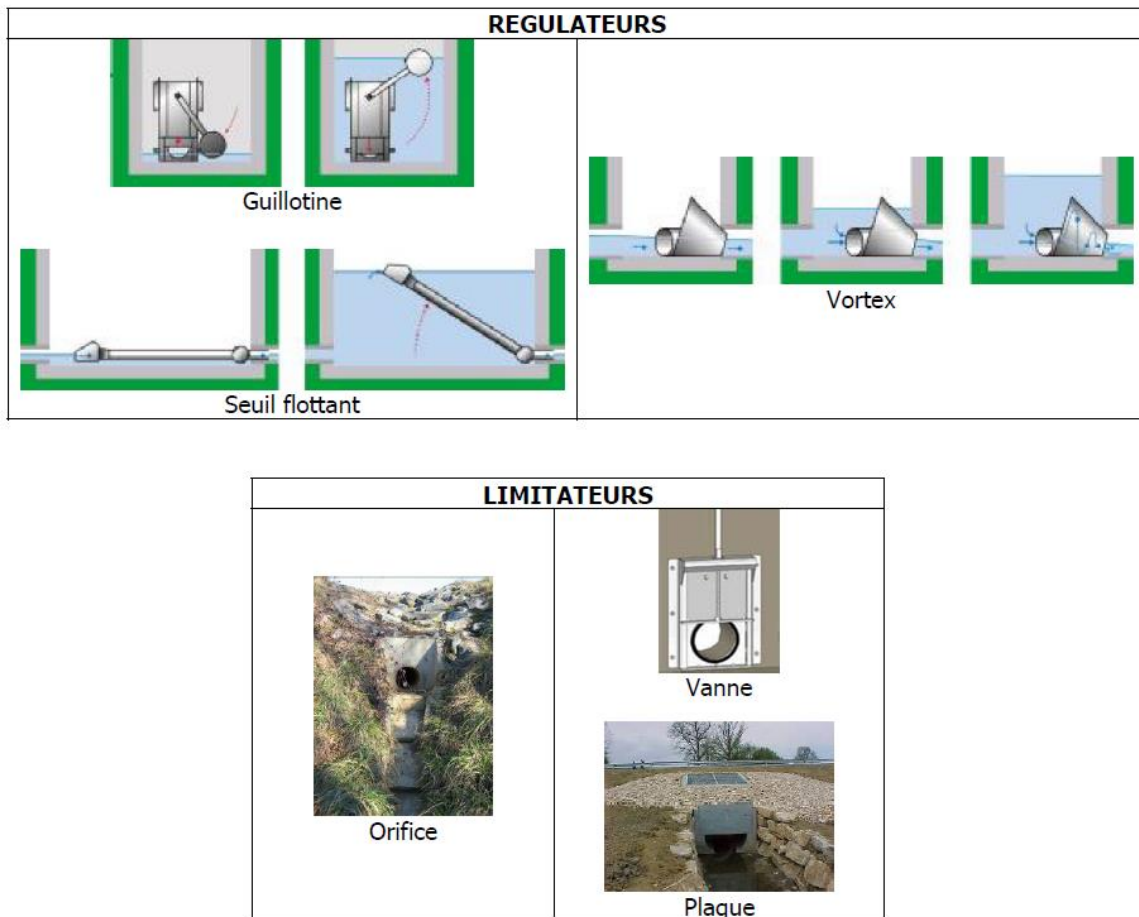 REGULATEURS
Guillotine
Seuil flottant
Vortex
LIMITATEURS
Orifice
Vanne
Plaque